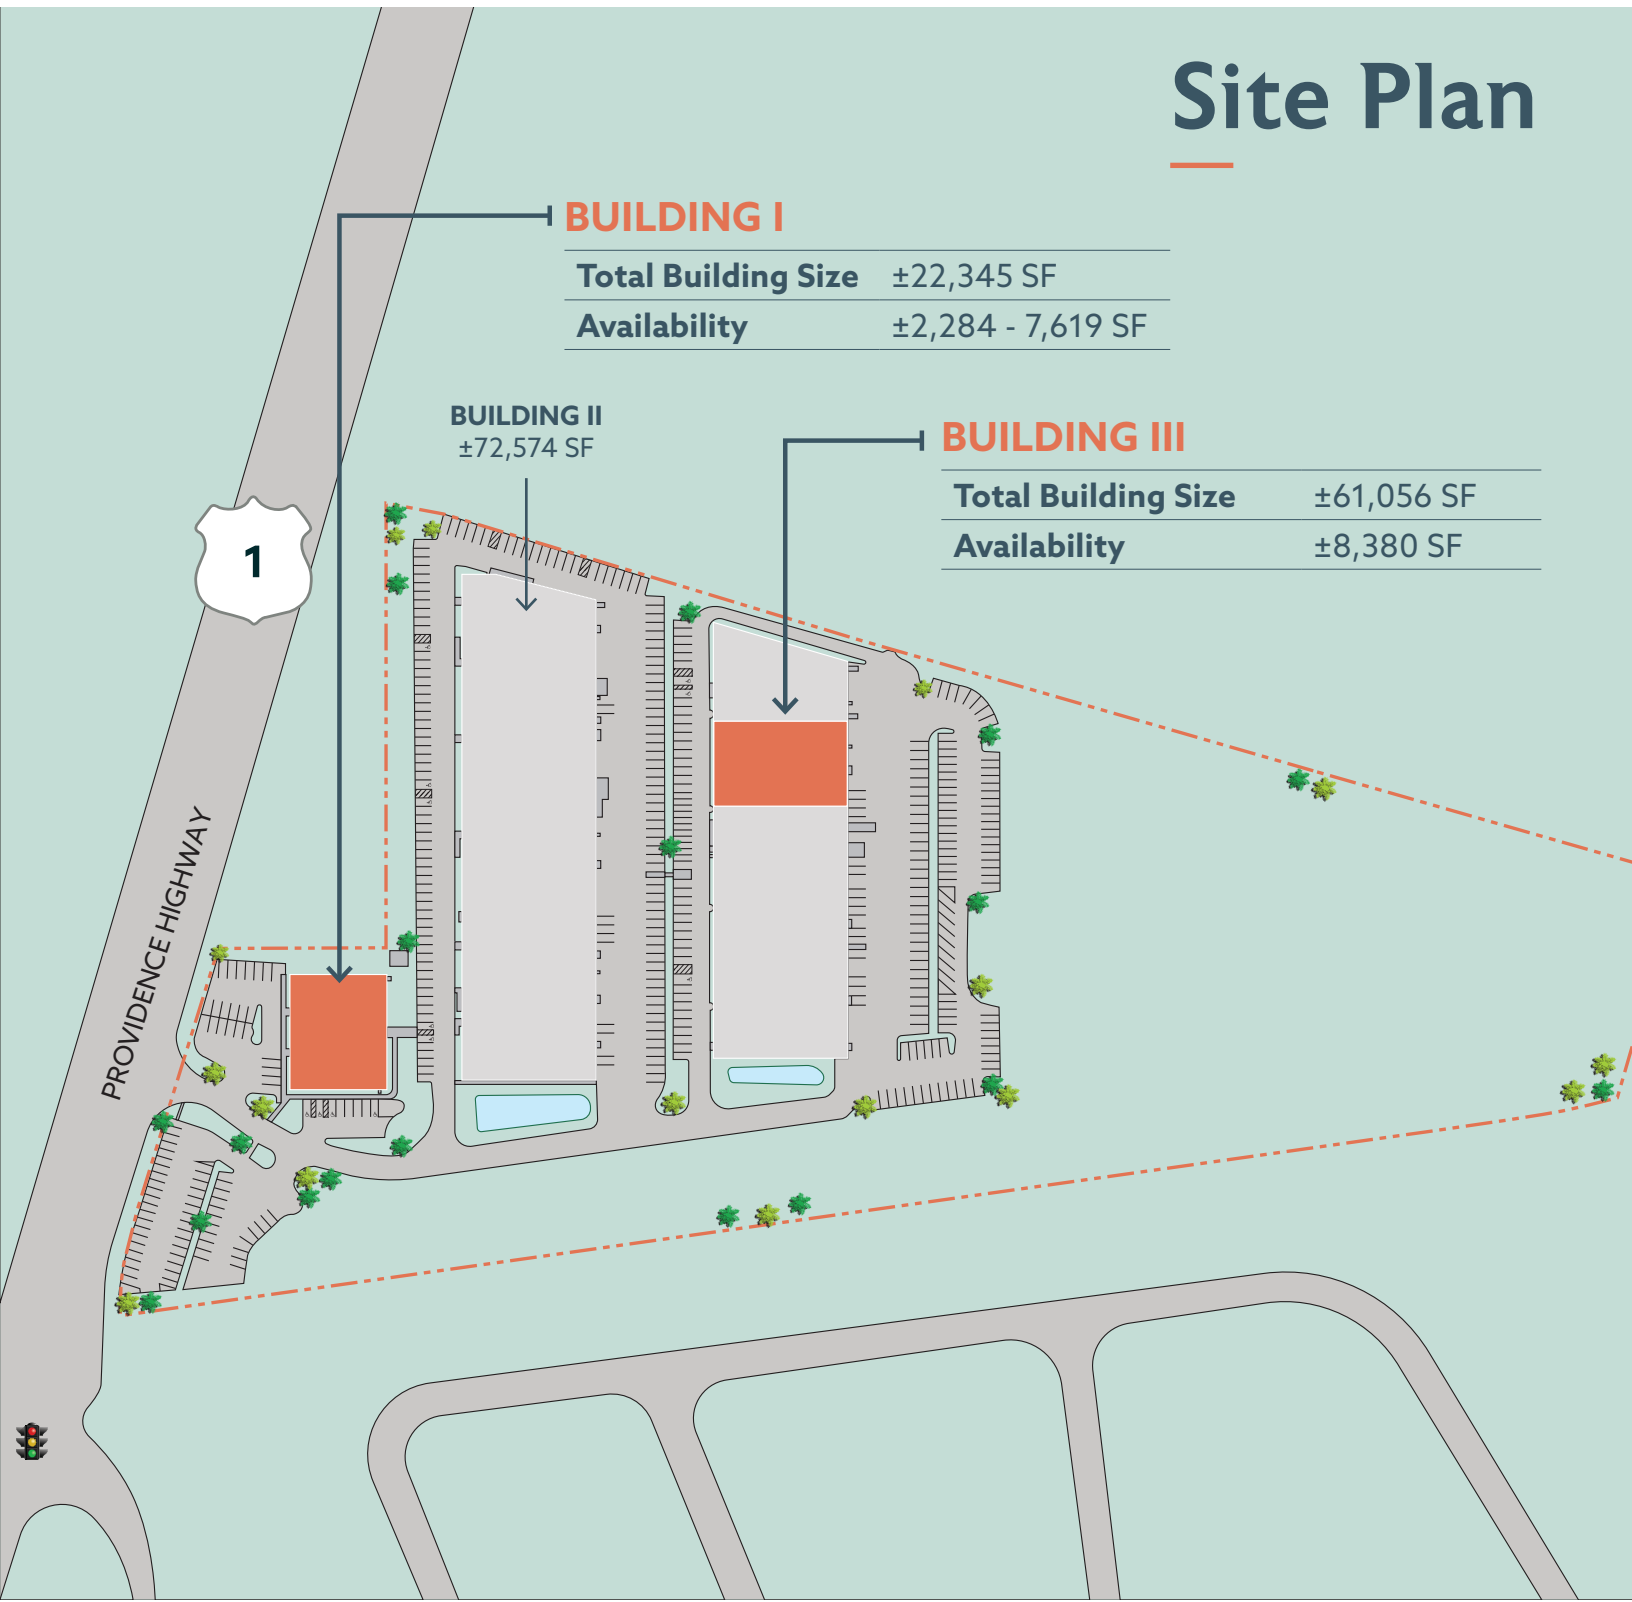 Site Plan
BUILDING I
Total Building Size ±22,345 SF
Availability ±2,284 - 7,619 SF
BUILDING II
±72,574 SF
BUILDING III
Total Building Size ±61,056 SF
Availability ±8,380 SF
1
PROVIDENCE HIGHWAY